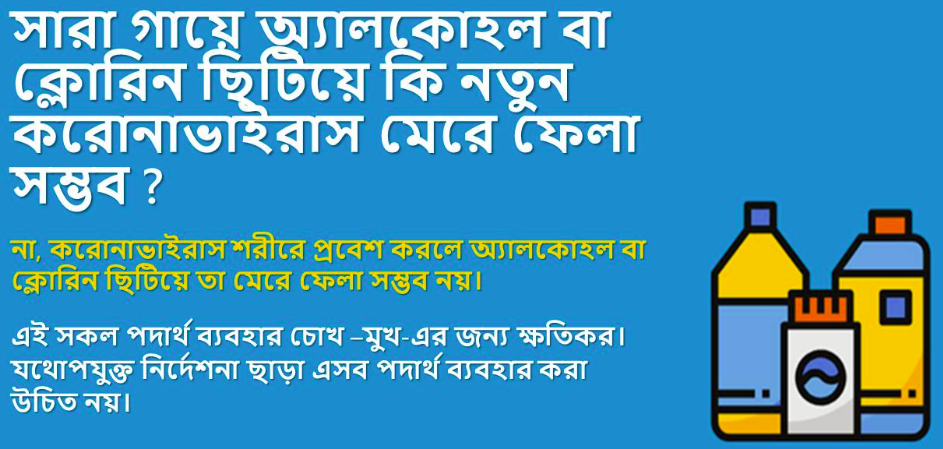 সারা গায়ে অ্যালকোহল বা
ক্লোরিন ছিটিয়ে কি নতুন
করোনাভাইরাস মেরে ফেলা
সম্ভব ?
না, করোনাভাইরাস শরীরে প্রবেশ করলে অ্যালকোহল বা
ক্লোরিন ছিটিয়ে তা মেরে ফেলা সম্ভব নয়।
এই সকল পদার্থ ব্যবহার চোখ –মুখ-এর জন্য ক্ষতিকর।
যথোপযুক্ত নির্দেশনা ছাড়া এসব পদার্থ ব্যবহার করা
উচিত নয়।